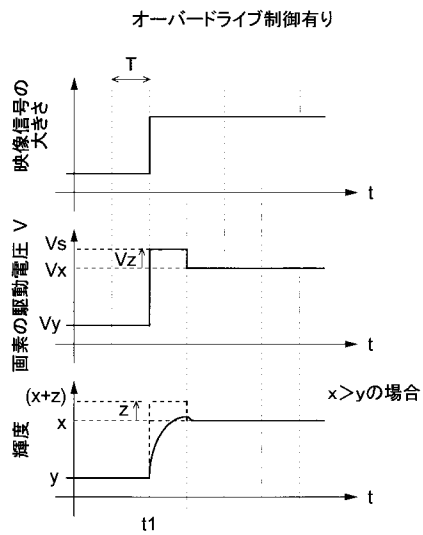 オーバードライブ制御有り
T
映像信号の
大きさ
t
画素の駆動電圧 V
Vs
Vz
Vx
Vy
t
輝度
(x+z)
z
x
x>yの場合
y
t
t1